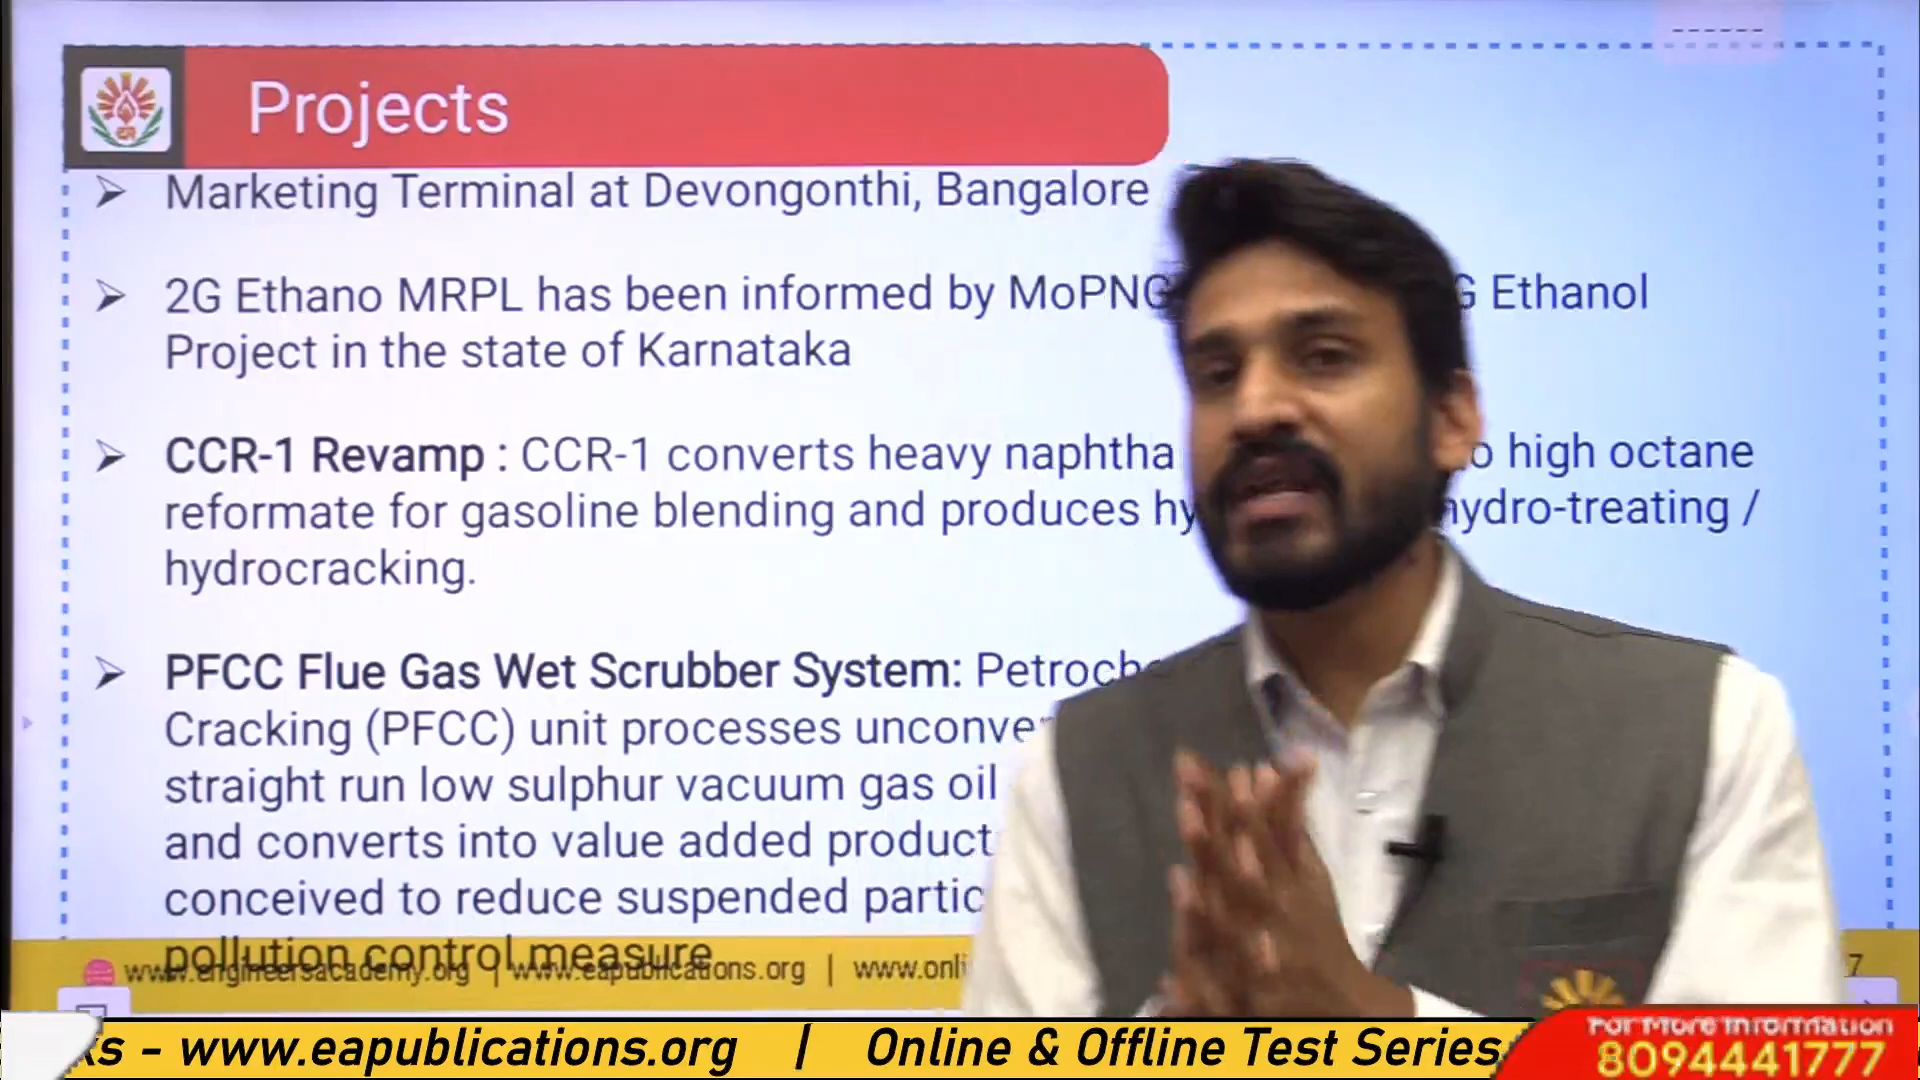 Projects
Marketing Terminal at Devongonthi, Bangalore
2G Ethano MRPL has been informed by MoPNG G Ethanol
Project in the state of Karnataka
CCR-1 Revamp : CCR-1 converts heavy naphtha o high octane
reformate for gasoline blending and produces hy hydro-treating /
hydrocracking.
PFCC Flue Gas Wet Scrubber System: Petroch
Cracking (PFCC) unit processes unconve
straight run low sulphur vacuum gas oil
and converts into value added product
conceived to reduce suspended partic
pollution control measure
www.engineersacademy.org | www.eapublications.org | www.onli 7
ks - www.eapublications.org | Online & Offline Test Series
For More Information
8094441777